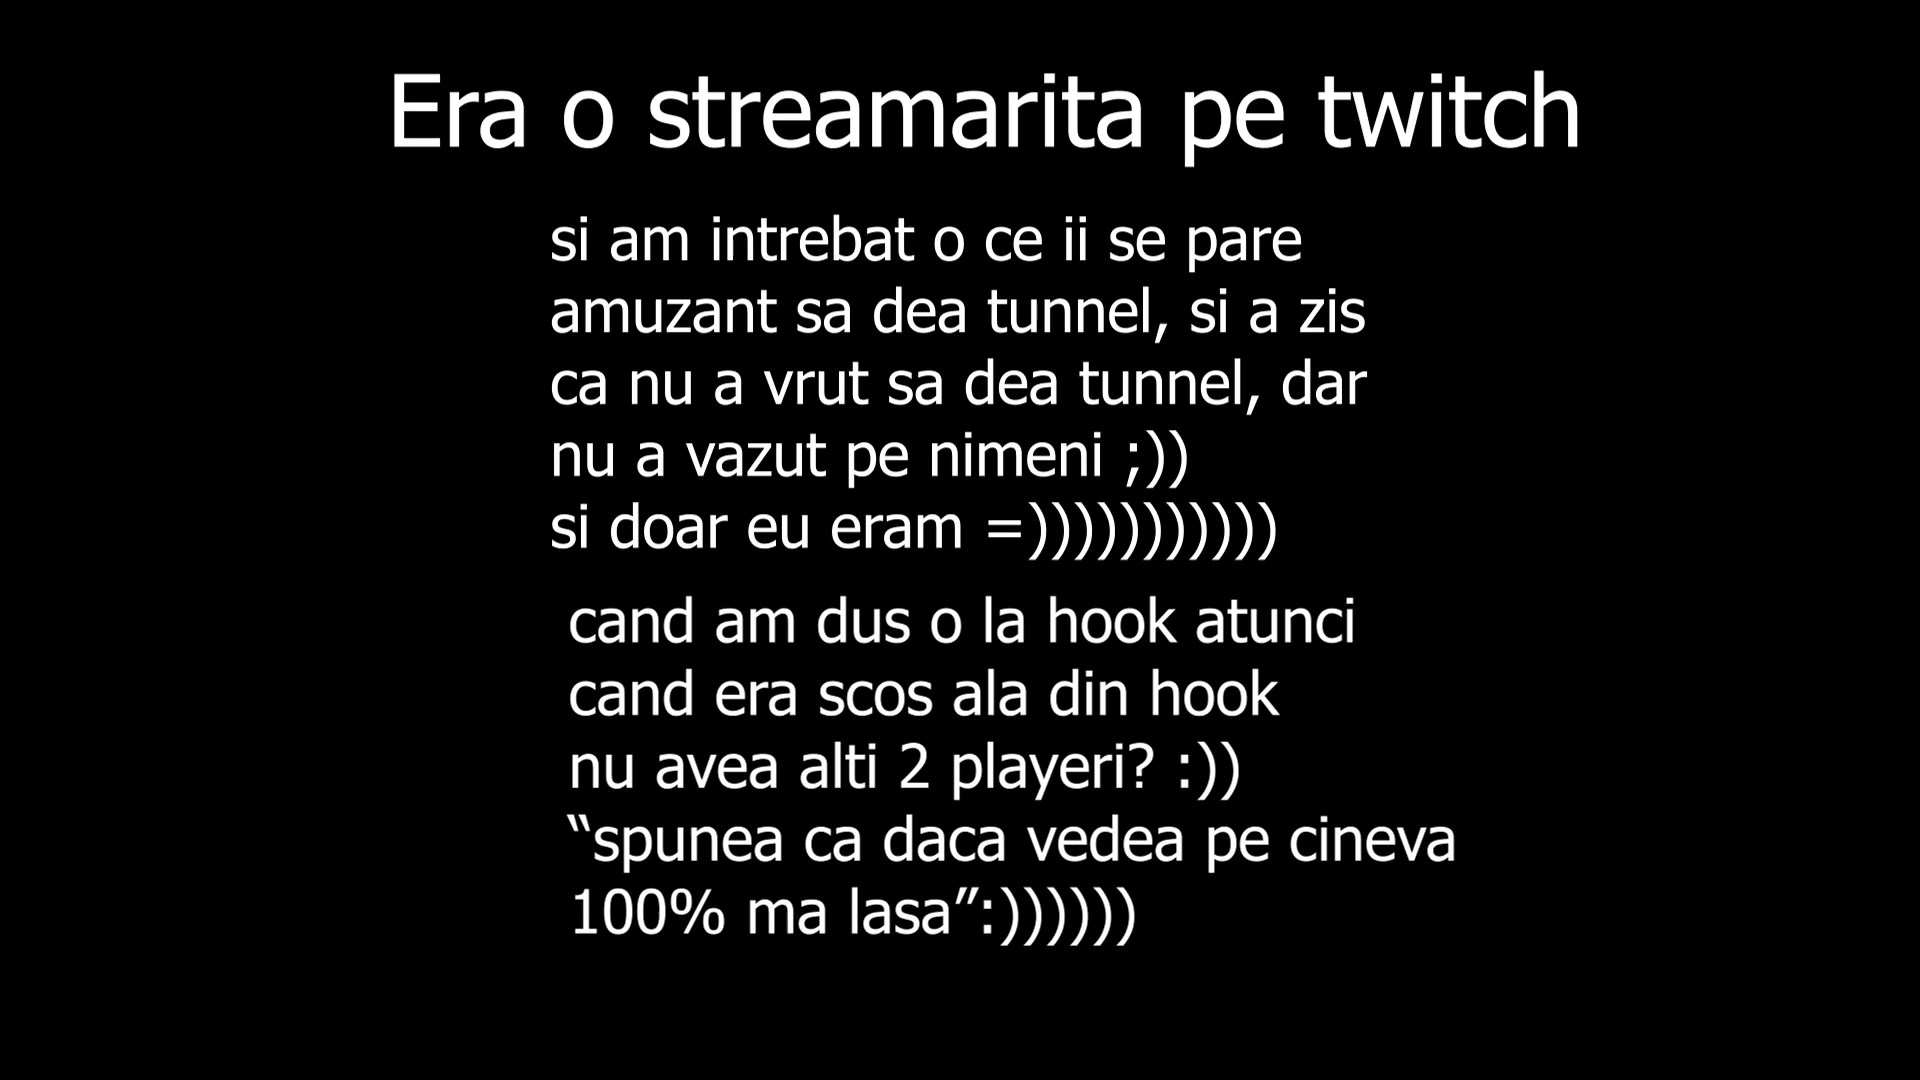 Era o streamarita pe twitch
si am intrebat o ce ii se pare
amuzant sa dea tunnel, si a zis
ca nu a vrut sa dea tunnel, dar
nu a vazut pe nimeni ;))
si doar eu eram =)))))))))))
cand am dus o la hook atunci
cand era scos ala din hook
nu avea alti 2 playeri? :))
“spunea ca daca vedea pe cineva
100% ma lasa”:))))))